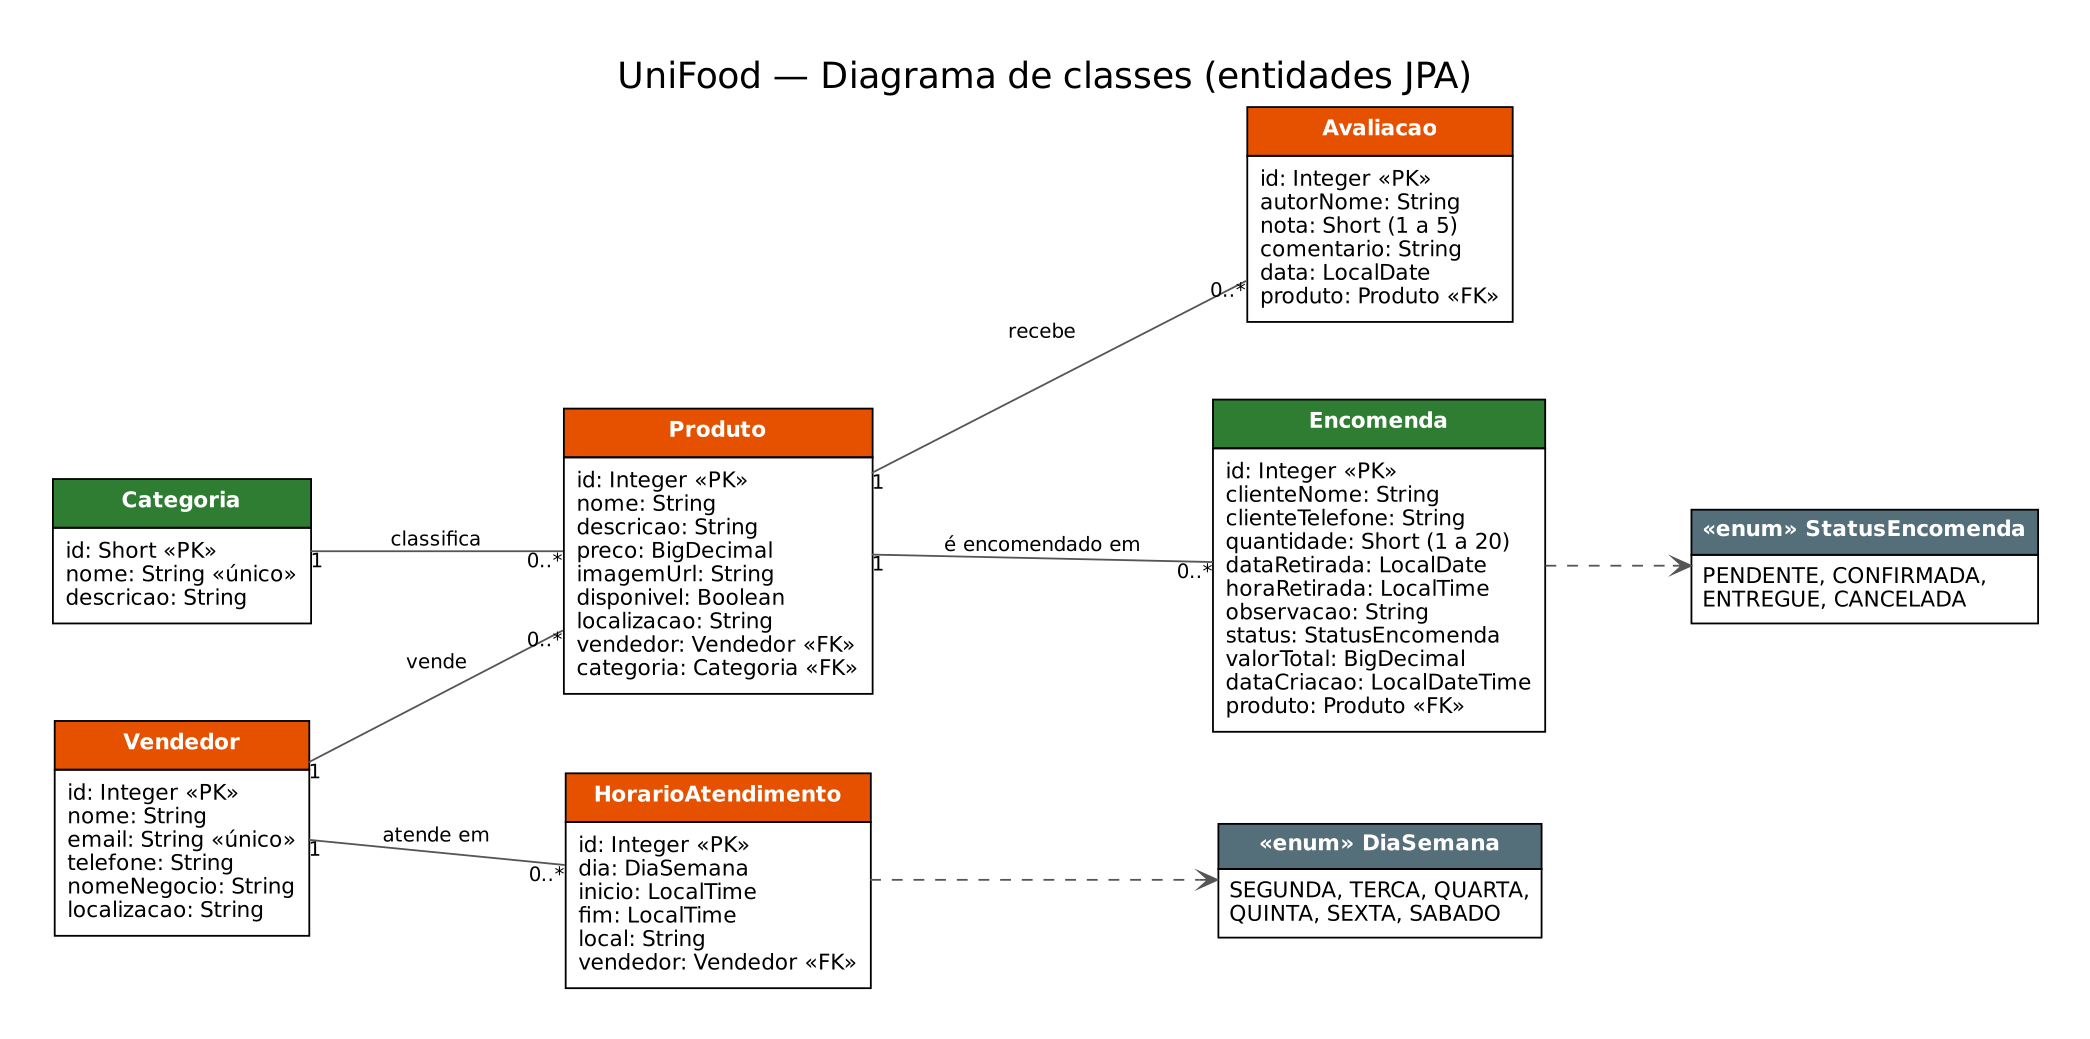 UniFood — Diagrama de classes (entidades JPA)
Avaliacao
id: Integer «PK»
autorNome: String
nota: Short (1 a 5)
comentario: String
data: LocalDate
produto: Produto «FK»
0..*
recebe
1
Produto
id: Integer «PK»
nome: String
descricao: String
preco: BigDecimal
imagemUrl: String
disponivel: Boolean
localizacao: String
vendedor: Vendedor «FK»
categoria: Categoria «FK»
Encomenda
id: Integer «PK»
clienteNome: String
clienteTelefone: String
quantidade: Short (1 a 20)
dataRetirada: LocalDate
horaRetirada: LocalTime
observacao: String
status: StatusEncomenda
valorTotal: BigDecimal
dataCriacao: LocalDateTime
produto: Produto «FK»
é encomendado em
1
0..*
«enum» StatusEncomenda
PENDENTE, CONFIRMADA,
ENTREGUE, CANCELADA
Categoria
id: Short «PK»
nome: String «único»
descricao: String
classifica
1
0..*
vende
0..*
1
Vendedor
id: Integer «PK»
nome: String
email: String «único»
telefone: String
nomeNegocio: String
localizacao: String
atende em
1
0..*
HorarioAtendimento
id: Integer «PK»
dia: DiaSemana
inicio: LocalTime
fim: LocalTime
local: String
vendedor: Vendedor «FK»
«enum» DiaSemana
SEGUNDA, TERCA, QUARTA,
QUINTA, SEXTA, SABADO